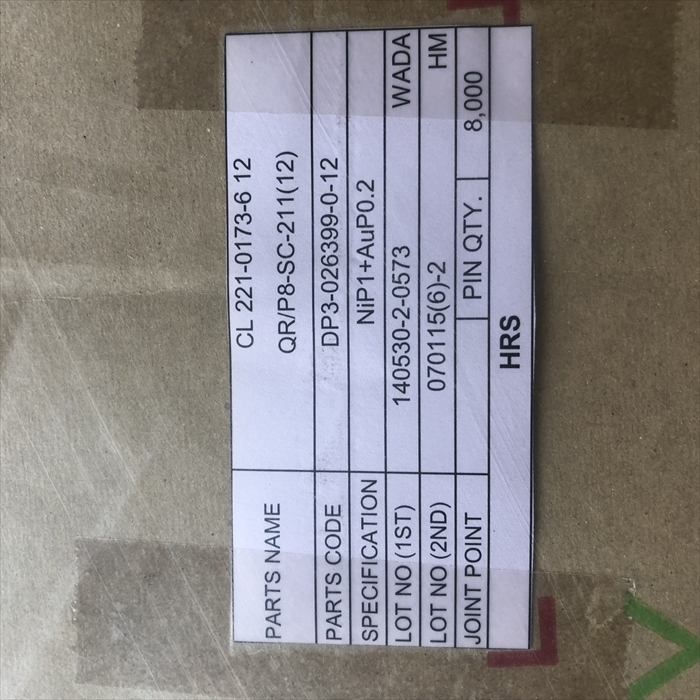 PARTS NAME CL 221-0173-6 12
QR/P8-SC-211(12)
PARTS CODE DP3-026399-0-12
SPECIFICATION NiP1+AuP0.2
LOT NO (1ST) 140530-2-0573 WADA
LOT NO (2ND) 070115(6)-2 HM
JOINT POINT PIN QTY. 8,000
HRS